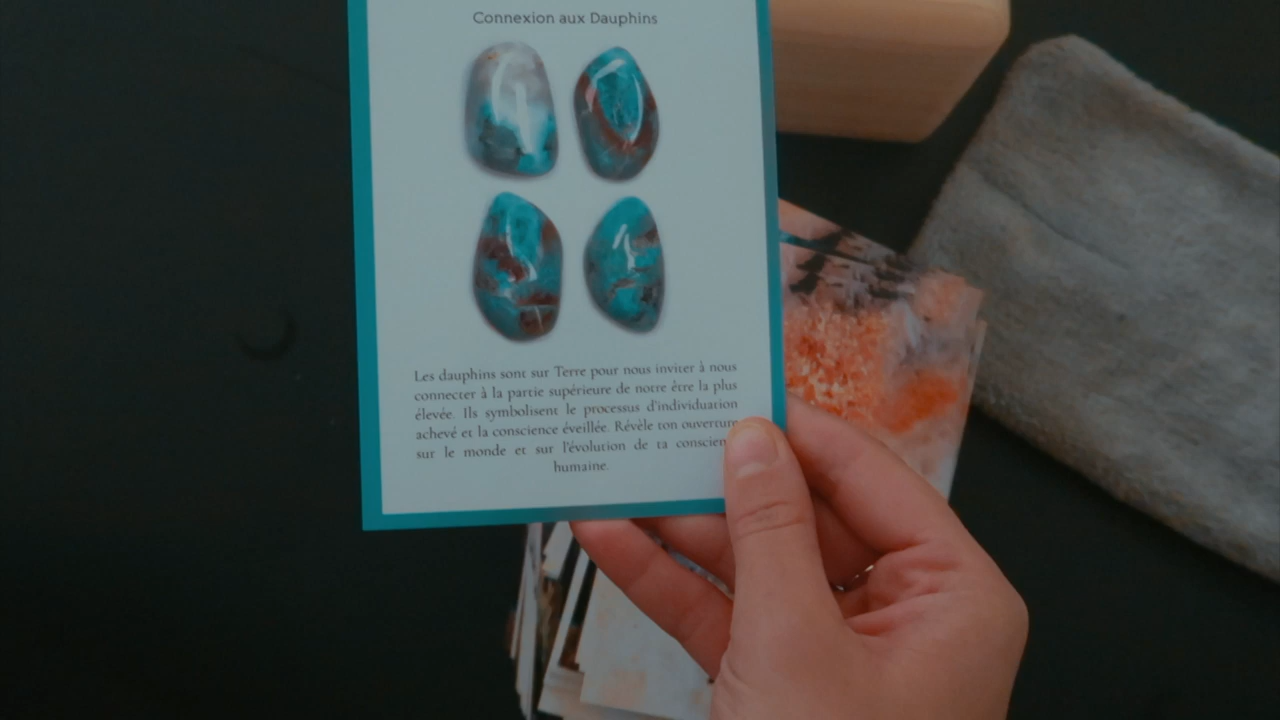 Connexion aux Dauphins
Les dauphins sont sur Terre pour nous inviter à nous
connecter à la partie supérieure de notre être la plus
élevée. Ils symbolisent le processus d'individuation
achevé et la conscience éveillée. Révèle ton ouverture
sur le monde et sur l'évolution de ta conscien
humaine.